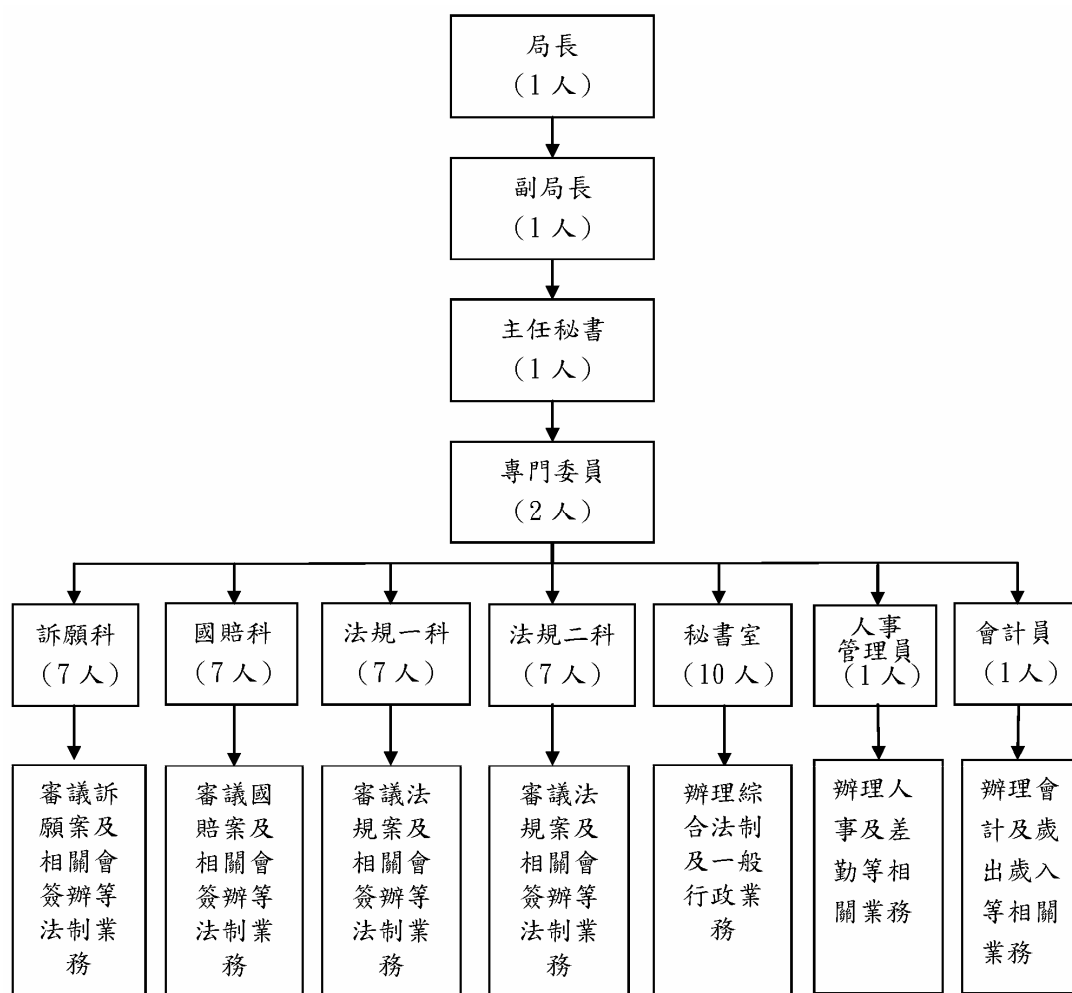 局長
(1人)
副局長
(1人)
主任秘書
(1人)
專門委員
(2人)
訴願科
(7人)
國賠科
(7人)
法規一科
(7人)
法規二科
(7人)
秘書室
(10人)
人事
管理員
(1人)
會計員
(1人)
審議訴
願案及
相關會
簽辦等
法制業
務
審議國
賠案及
相關會
簽辦等
法制業
務
審議法
規案及
相關會
簽辦等
法制業
務
審議法
規案及
相關會
簽辦等
法制業
務
辦理綜
合法制
及一般
行政業
務
辦理人
事及差
勤等相
關業務
辦理會
計及歲
出歲入
等相關
業務